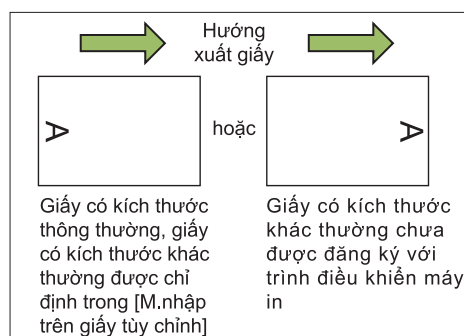 Hướng
xuất giấy
A
hoặc
A
Giấy có kích thước
thông thường, giấy
có kích thước khác
thường được chỉ
định trong [M.nhập
trên giấy tùy chỉnh]
Giấy có kích thước
khác thường chưa
được đăng ký với
trình điều khiển máy
in